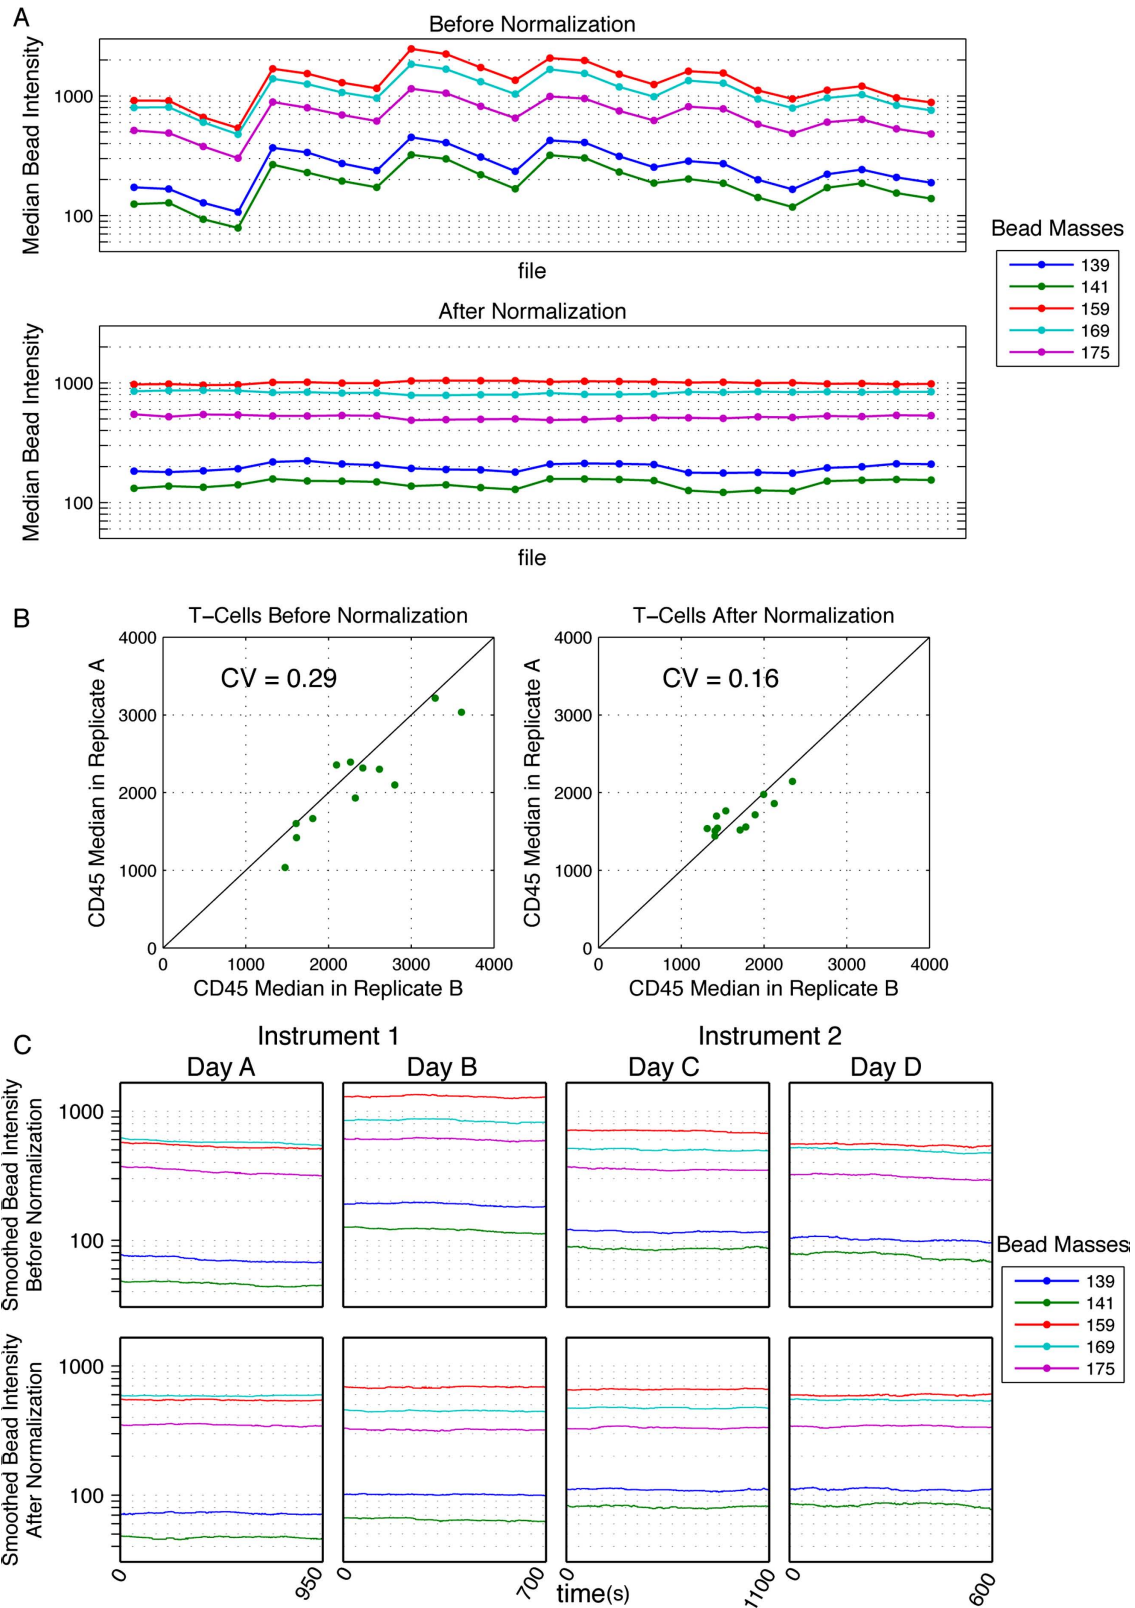 A
Before Normalization
Median Bead Intensity
1000
100
file
After Normalization
Median Bead Intensity
1000
100
file
Bead Masses
139
141
159
169
175
B
T-Cells Before Normalization
CV = 0.29
CD45 Median in Replicate A
4000
3000
2000
1000
0
0 1000 2000 3000 4000
CD45 Median in Replicate B
T-Cells After Normalization
CV = 0.16
CD45 Median in Replicate A
4000
3000
2000
1000
0
0 1000 2000 3000 4000
CD45 Median in Replicate B
C
Instrument 1 Instrument 2
Day A Day B Day C Day D
Smoothed Bead Intensity
Before Normalization
1000
100
Smoothed Bead Intensity
After Normalization
1000
100
0 950 0 700 0 1100 0 600
time(s)
Bead Masses
139
141
159
169
175